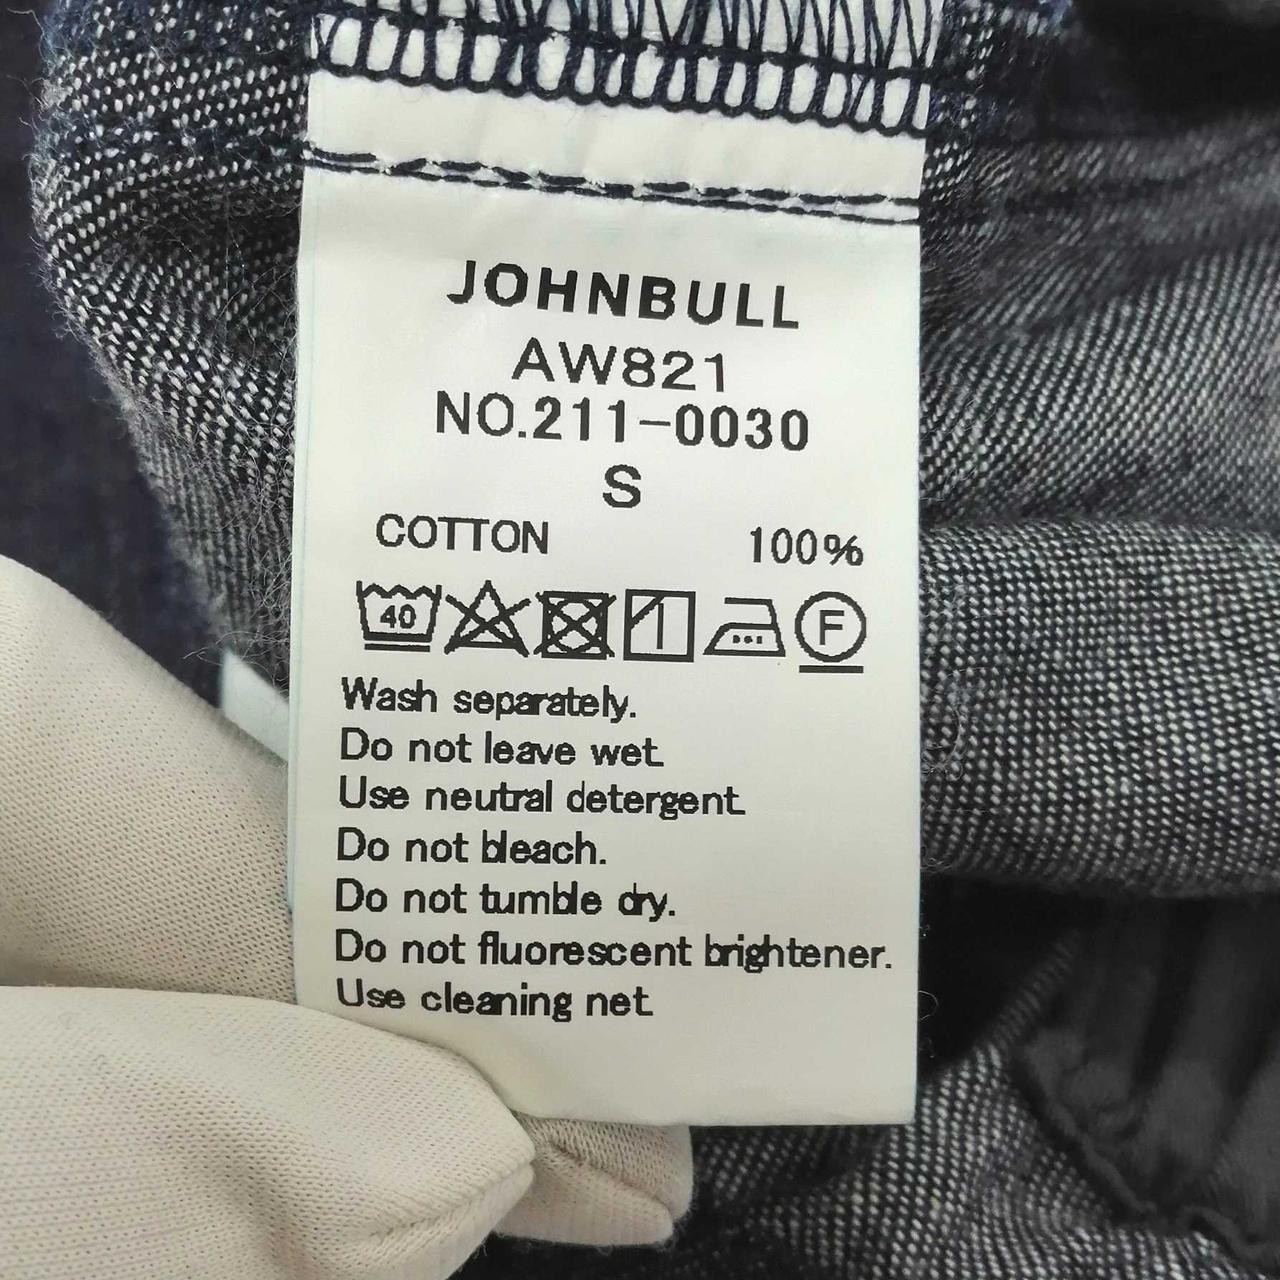 JOHNBULL
AW821
NO.211-0030
S
COTTON 100%
40 F
Wash separately.
Do not leave wet.
Use neutral detergent.
Do not bleach.
Do not tumble dry.
Do not fluorescent brightener.
Use cleaning net.